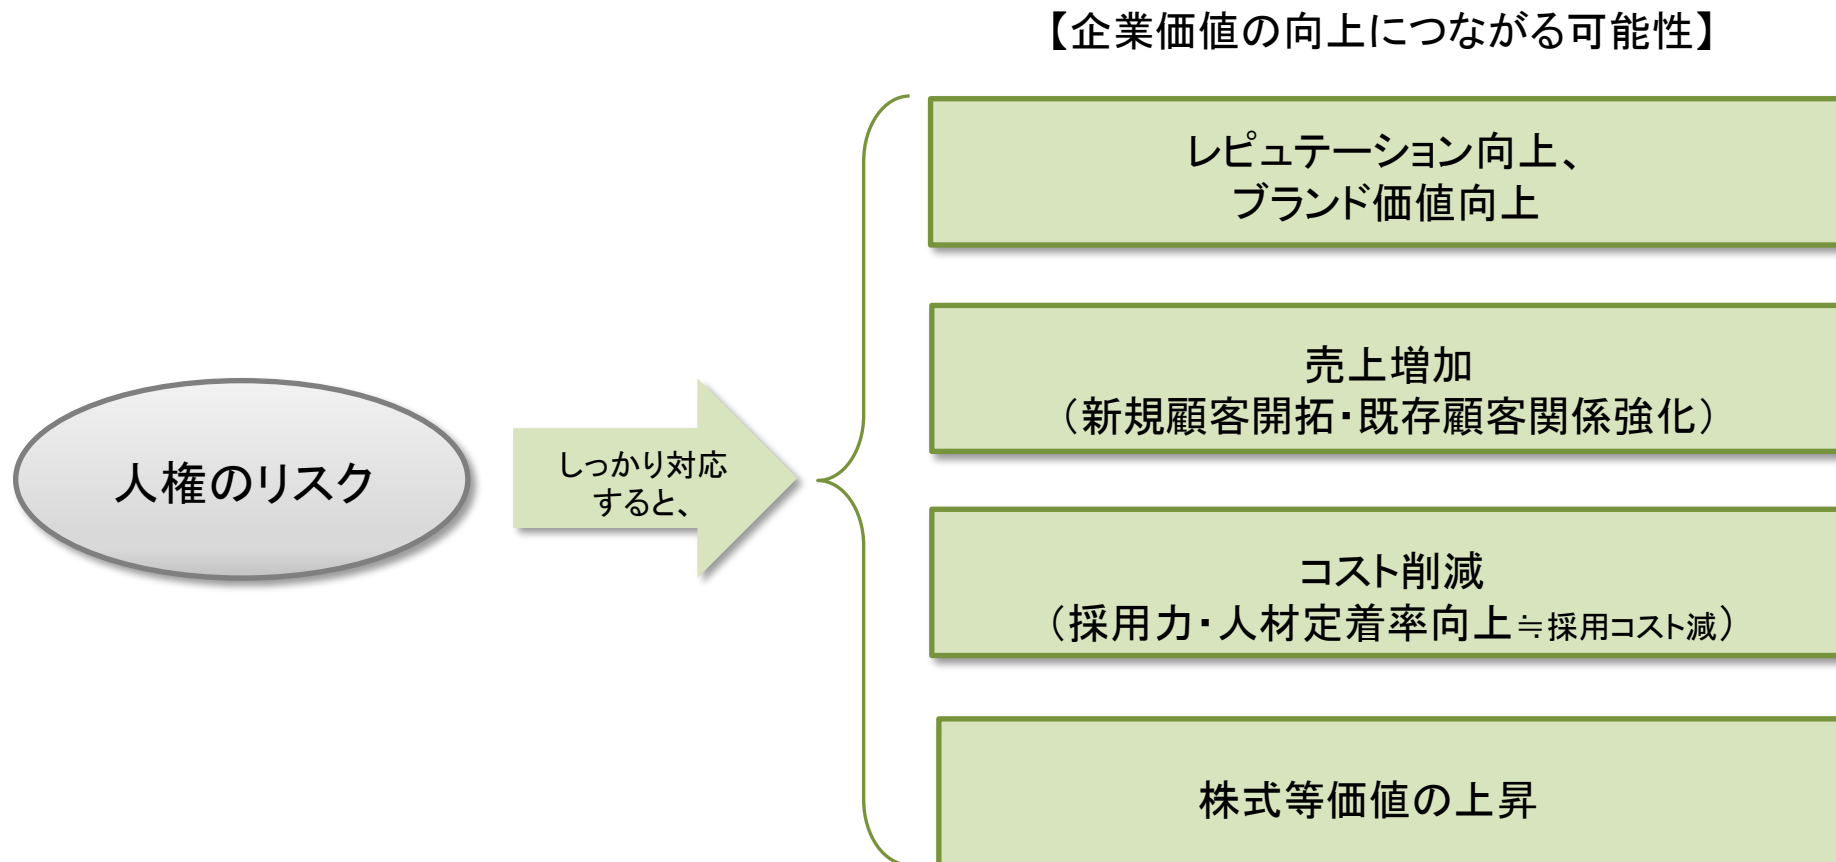 【企業価値の向上につながる可能性】
レピュテーション向上、
ブランド価値向上
売上増加
（新規顧客開拓・既存顧客関係強化）
人権のリスク
しっかり対応
すると、
コスト削減
（採用力・人材定着率向上≒採用コスト減）
株式等価値の上昇